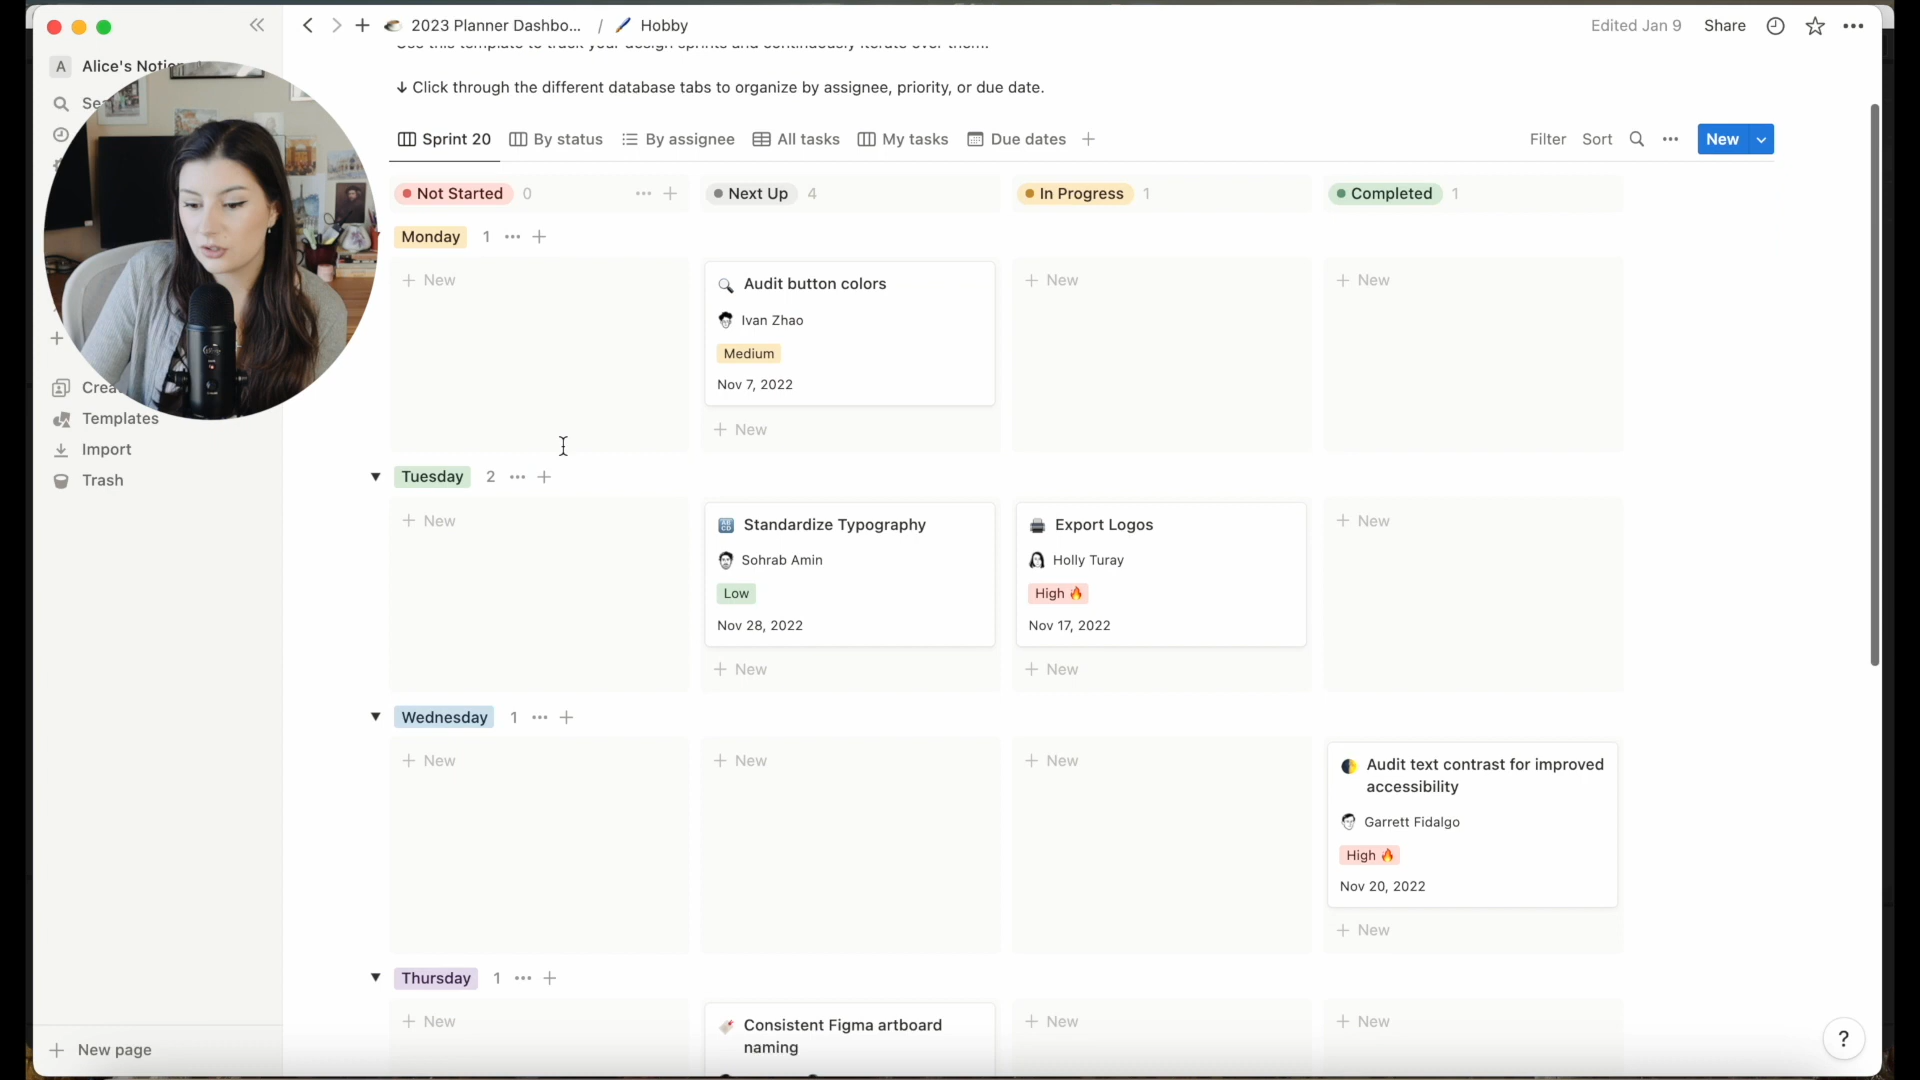 2023 Planner Dashbo... / Hobby
Edited Jan 9
Share
A Alice's Notion
Sea
Crea
Templates
Import
Trash
New page
↓ Click through the different database tabs to organize by assignee, priority, or due date.
Sprint 20
By status
By assignee
All tasks
My tasks
Due dates
Filter
Sort
New
Not Started 0
Next Up 4
In Progress 1
Completed 1
Monday 1
New
Audit button colors
Ivan Zhao
Medium
Nov 7, 2022
New
New
New
Tuesday 2
New
Standardize Typography
Sohrab Amin
Low
Nov 28, 2022
New
Export Logos
Holly Turay
High 🔥
Nov 17, 2022
New
New
Wednesday 1
New
New
New
Audit text contrast for improved
accessibility
Garrett Fidalgo
High 🔥
Nov 20, 2022
New
Thursday 1
New
Consistent Figma artboard
naming
New
New
?